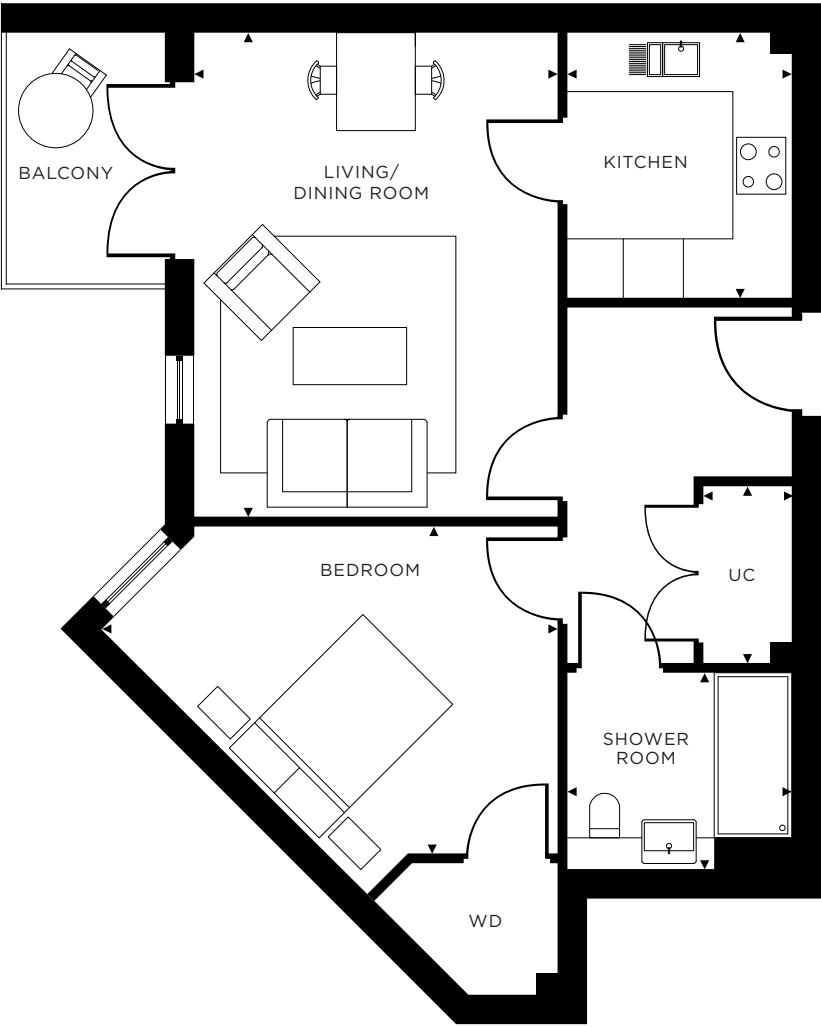 BALCONY
LIVING/
DINING ROOM
KITCHEN
BEDROOM
UC
SHOWER
ROOM
WD